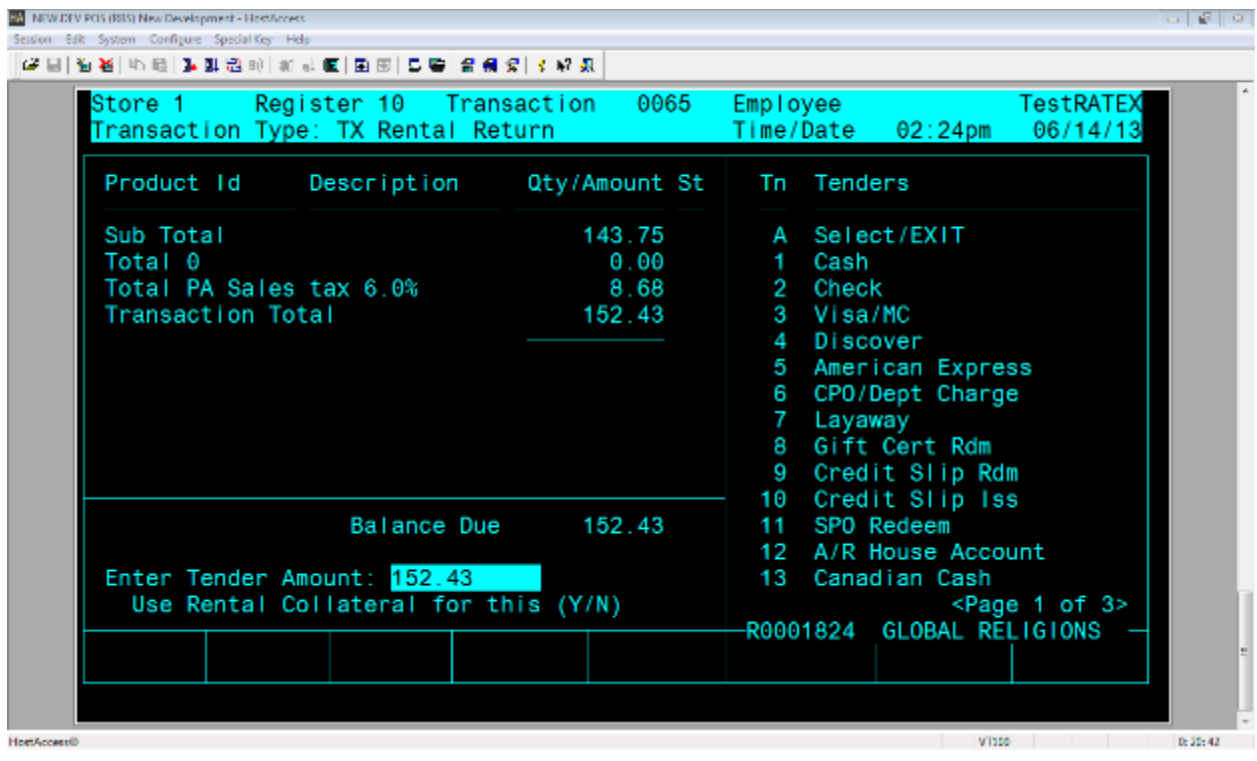 NEW.DEV POS (RBS) New Development - HostAccess
Session Edit System Configure Special Key Help
Store 1 Register 10 Transaction 0065 Employee TestRATEX
Transaction Type: TX Rental Return Time/Date 02:24pm 06/14/13
Product Id Description Qty/Amount St Tn Tenders
Sub Total 143.75 A Select/EXIT
Total 0 0.00 1 Cash
Total PA Sales tax 6.0% 8.68 2 Check
Transaction Total 152.43 3 Visa/MC
4 Discover
5 American Express
6 CPO/Dept Charge
7 Layaway
8 Gift Cert Rdm
9 Credit Slip Rdm
10 Credit Slip Iss
Balance Due 152.43 11 SPO Redeem
12 A/R House Account
Enter Tender Amount: 152.43 13 Canadian Cash
Use Rental Collateral for this (Y/N) <Page 1 of 3>
R0001824 GLOBAL RELIGIONS
HostAccess© VT100 0:20:42